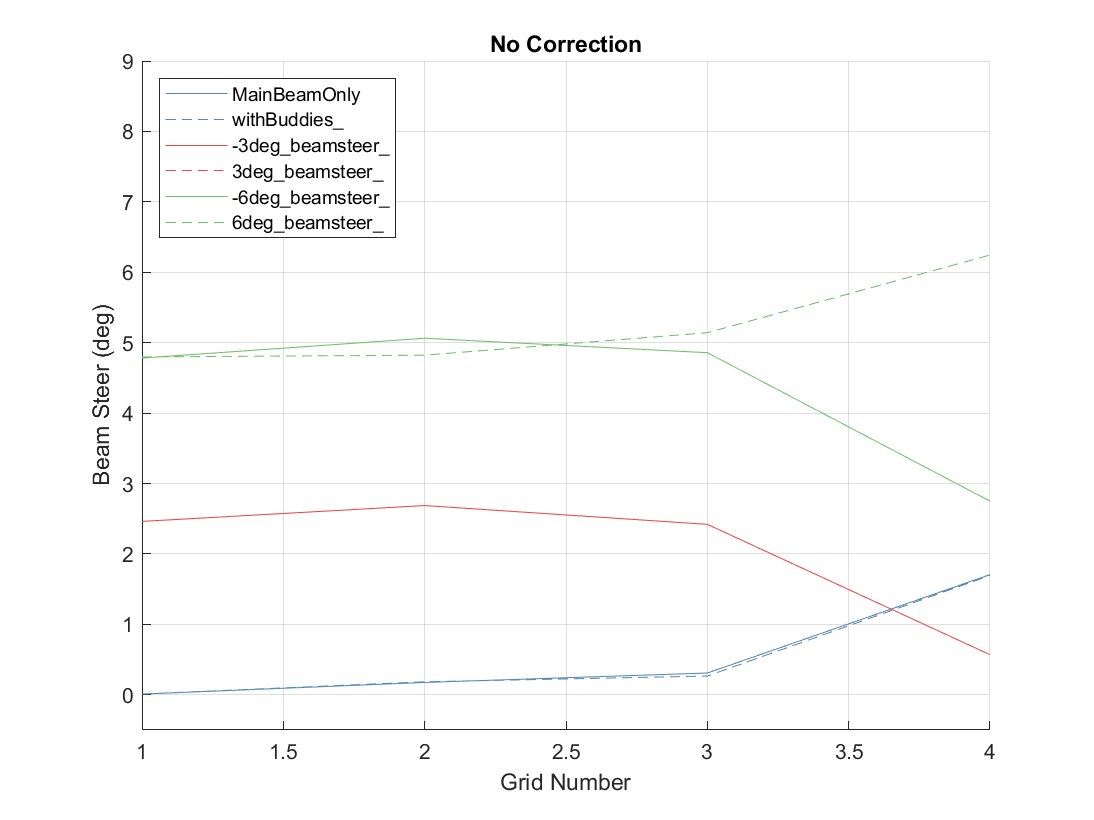 No Correction
9
8
7
6
5
4
3
2
1
0
MainBeamOnly
withBuddies_
-3deg_beamsteer_
3deg_beamsteer_
-6deg_beamsteer_
6deg_beamsteer_
Beam Steer (deg)
1 1.5 2 2.5 3 3.5 4
Grid Number